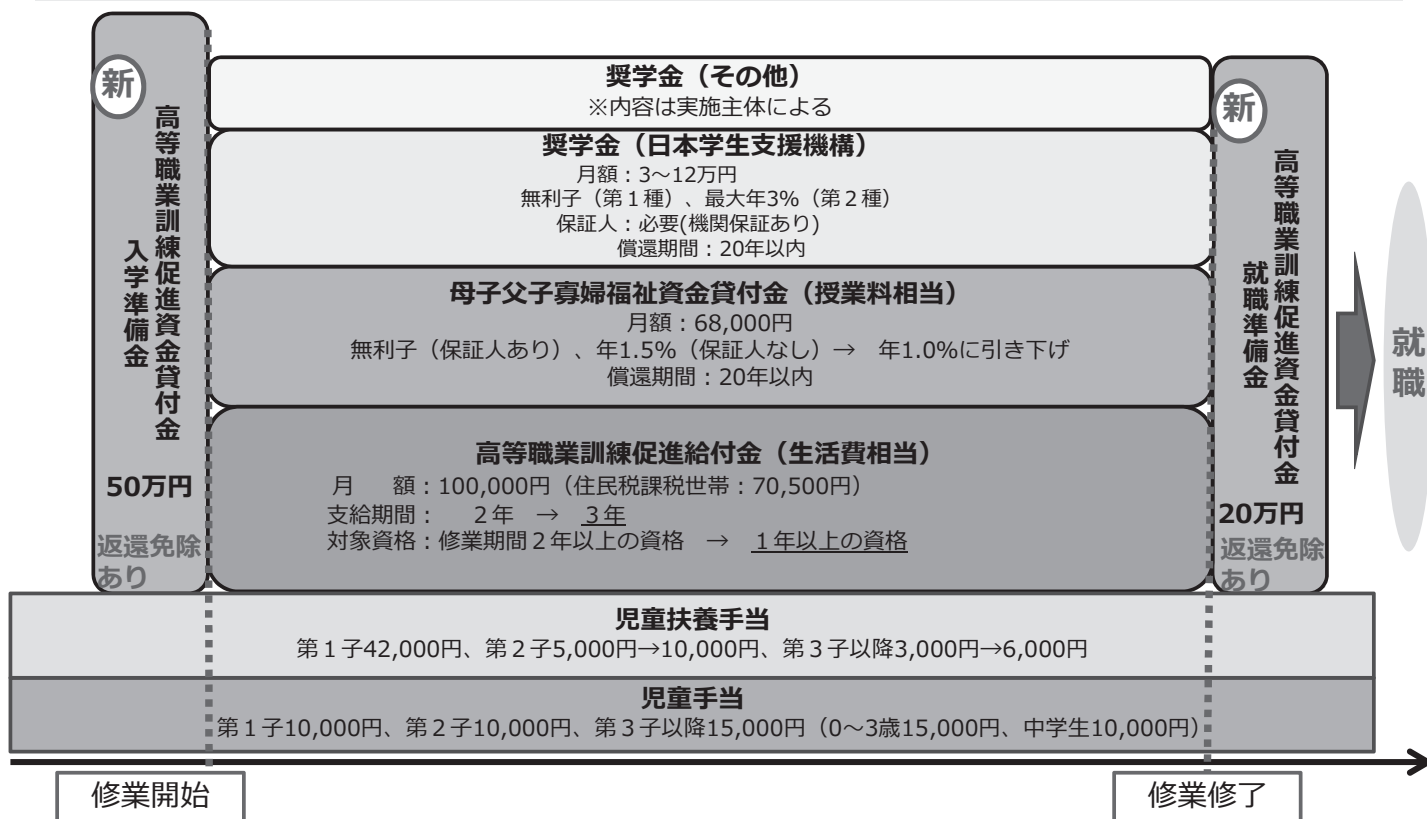 新
高等職業訓練促進資金貸付金
入学準備金
50万円
返還免除
あり
奨学金（その他）
※内容は実施主体による
奨学金（日本学生支援機構）
月額：3～12万円
無利子（第１種）、最大年3%（第２種）
保証人：必要(機関保証あり)
償還期間：20年以内
母子父子寡婦福祉資金貸付金（授業料相当）
月額：68,000円
無利子（保証人あり）、年1.5%（保証人なし）→　年1.0%に引き下げ
償還期間：20年以内
高等職業訓練促進給付金（生活費相当）
月　　額：100,000円（住民税課税世帯：70,500円）
支給期間：　　２年　→　３年
対象資格：修業期間２年以上の資格　→　１年以上の資格
新
高等職業訓練促進資金貸付金
就職準備金
20万円
返還免除
あり
就職
児童扶養手当
第１子42,000円、第２子5,000円→10,000円、第３子以降3,000円→6,000円
児童手当
第１子10,000円、第２子10,000円、第３子以降15,000円（0～3歳15,000円、中学生10,000円）
修業開始
修業修了